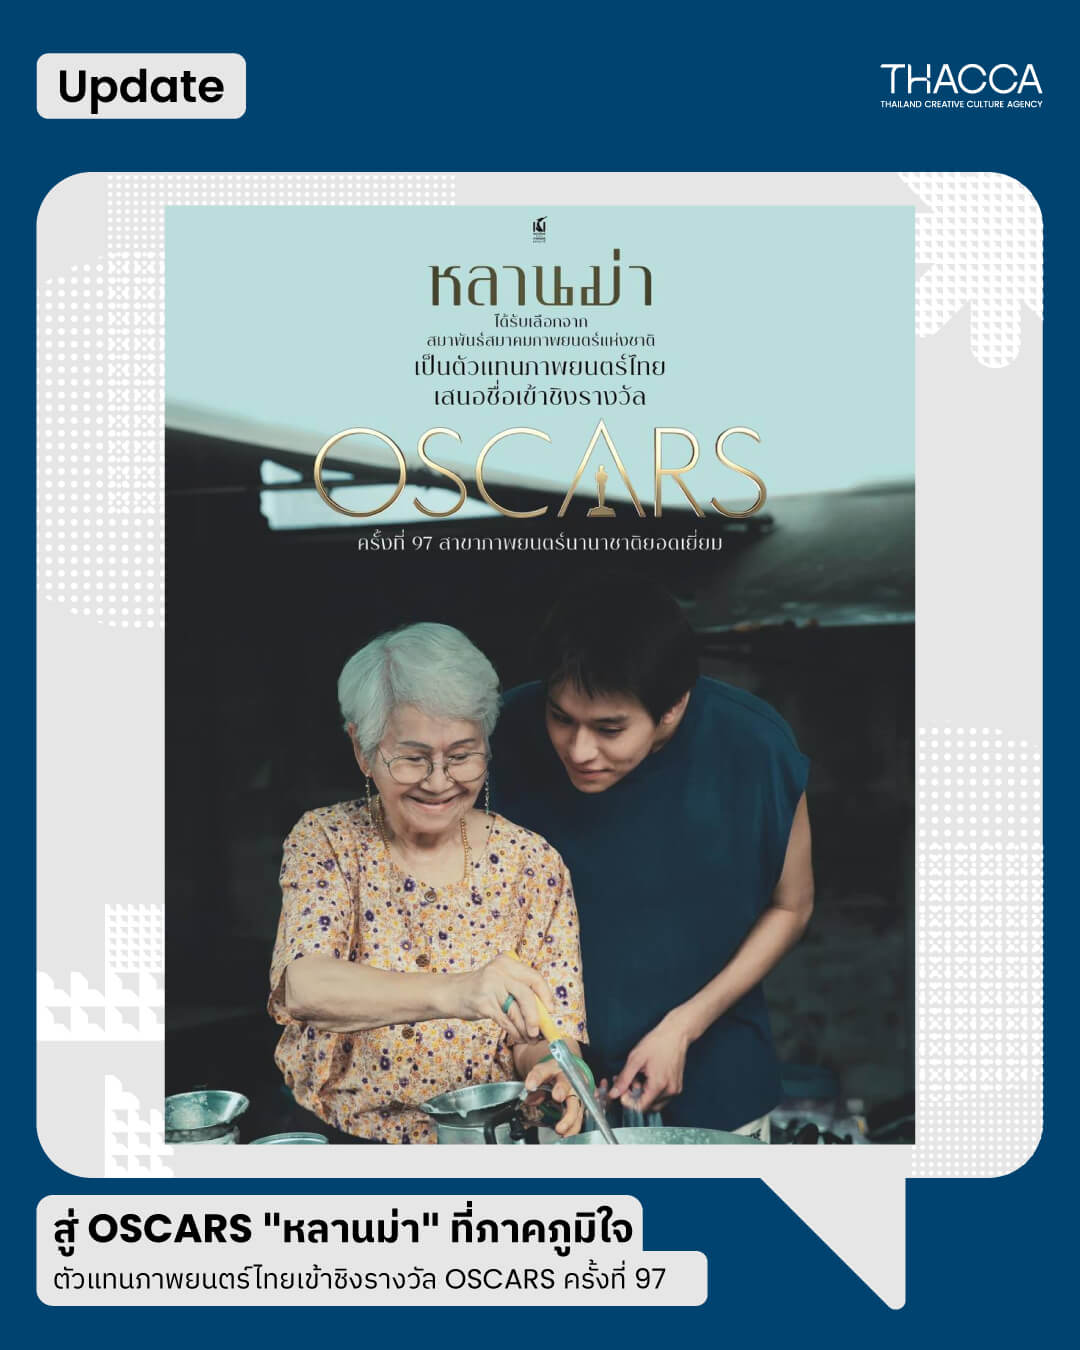 Update
THACCA
THAILAND CREATIVE CULTURE AGENCY
หลานม่า
ได้รับเลือกจาก
สมาพันธ์สมาคมภาพยนตร์แห่งชาติ
เป็นตัวแทนภาพยนตร์ไทย
เสนอชื่อเข้าชิงรางวัล
OSCARS
ครั้งที่ 97 สาขาภาพยนตร์นานาชาติยอดเยี่ยม
สู่ OSCARS "หลานม่า" ที่ภาคภูมิใจ
ตัวแทนภาพยนตร์ไทยเข้าชิงรางวัล OSCARS ครั้งที่ 97